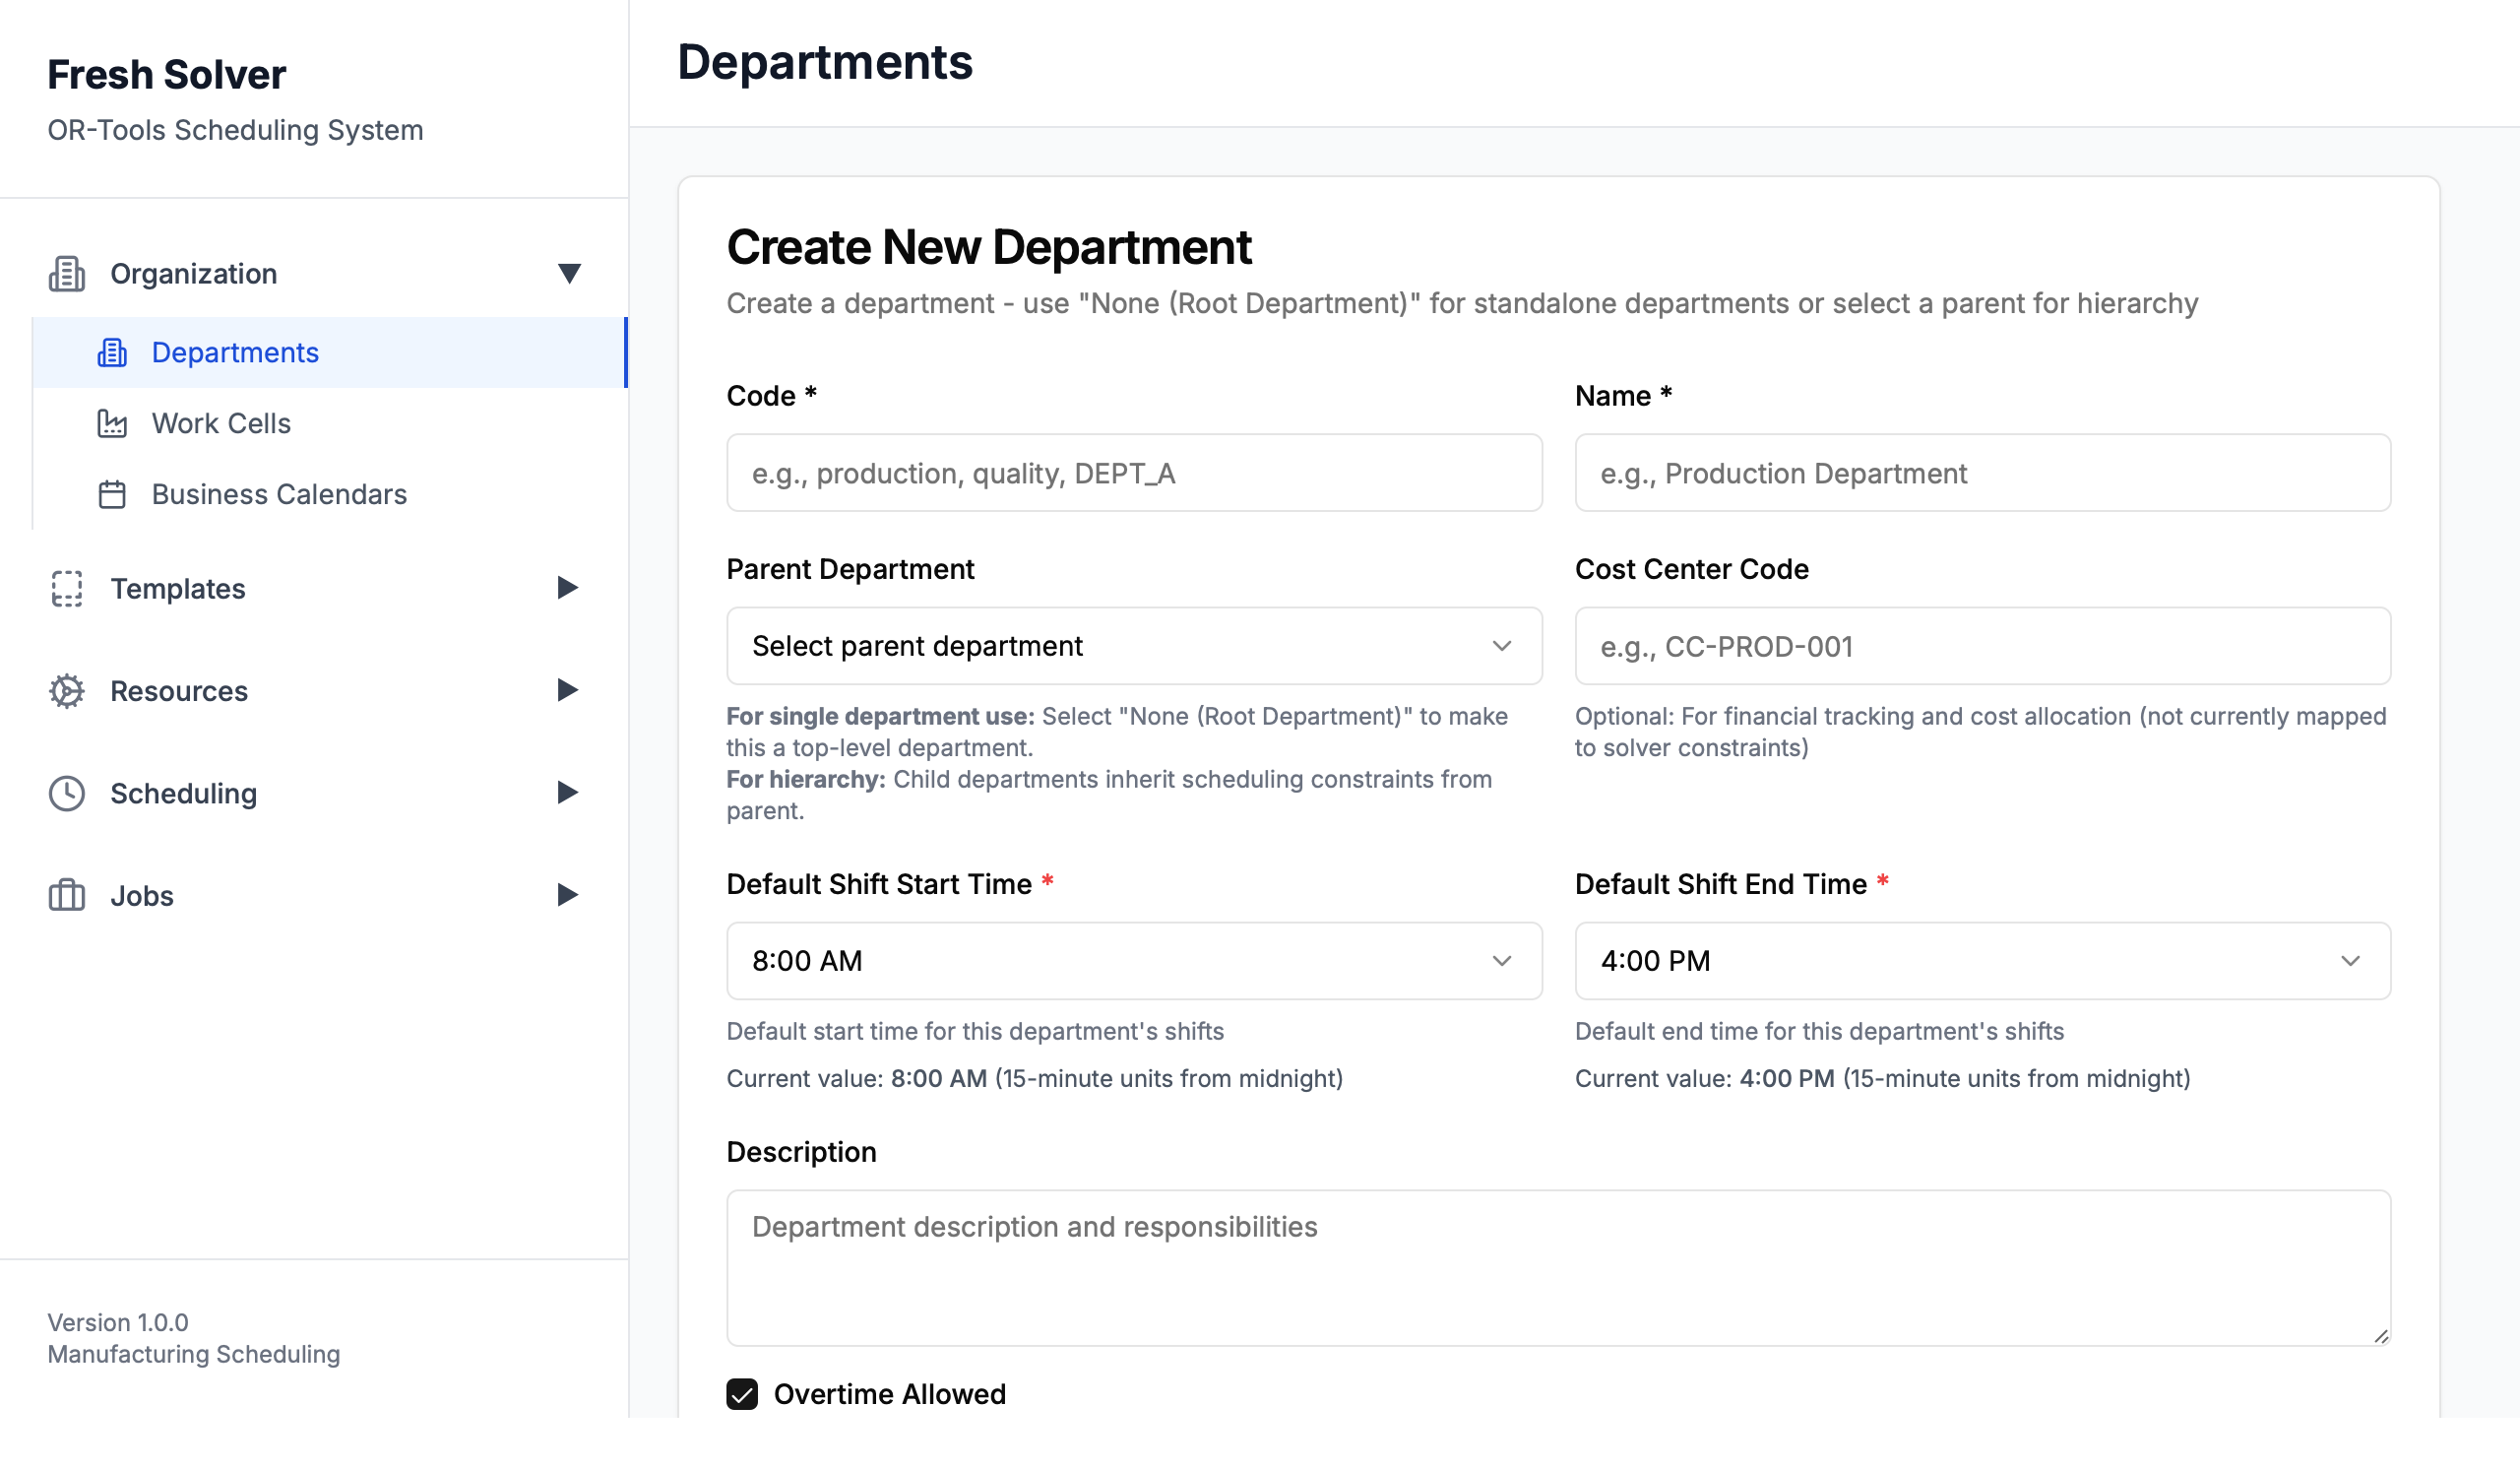 Fresh Solver
OR-Tools Scheduling System
Organization
Departments
Work Cells
Business Calendars
Templates
Resources
Scheduling
Jobs
Version 1.0.0
Manufacturing Scheduling
Departments
Create New Department
Create a department - use "None (Root Department)" for standalone departments or select a parent for hierarchy
Code *
Name *
e.g., production, quality, DEPT_A
e.g., Production Department
Parent Department
Cost Center Code
Select parent department
e.g., CC-PROD-001
For single department use: Select "None (Root Department)" to make
this a top-level department.
For hierarchy: Child departments inherit scheduling constraints from
parent.
Optional: For financial tracking and cost allocation (not currently mapped
to solver constraints)
Default Shift Start Time *
Default Shift End Time *
8:00 AM
4:00 PM
Default start time for this department's shifts
Default end time for this department's shifts
Current value: 8:00 AM (15-minute units from midnight)
Current value: 4:00 PM (15-minute units from midnight)
Description
Department description and responsibilities
Overtime Allowed